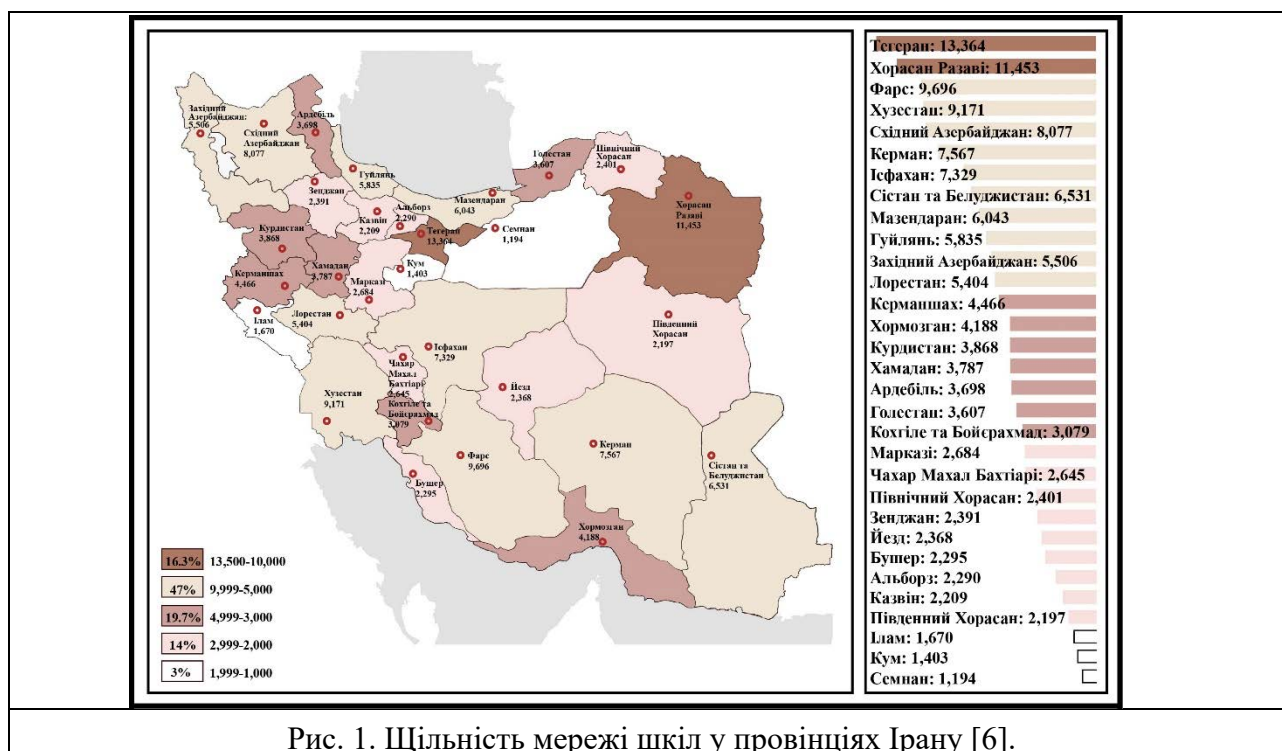 Західний
Азербайджан:
5,506
Східний
Азербайджан
8,077
Ардебіль
3,698
Гуйлянь
5,835
Зенджан
2,391
Казвін
2,209
Альборз
2,290
Тегеран
13,364
Мазендаран
6,043
Семнан
1,194
Голестан
3,607
Північний
Хорасан
2,401
Хорасан
Разаві
11,453
Курдистан
3,868
Керманшах
4,466
Хамадан
3,787
Марказі
2,684
Кум
1,403
Ілам
1,670
Лорестан
5,404
Ісфахан
7,329
Південний
Хорасан
2,197
Чахар
Махал
Бахтіарі
2,645
Йезд
2,368
Хузестан
9,171
Кохгіле та
Бойєрахмад
3,079
Фарс
9,696
Керман
7,567
Сістан та
Белуджистан
6,531
Бушер
2,295
Хормозган
4,188
16.3% 13,500-10,000
47% 9,999-5,000
19.7% 4,999-3,000
14% 2,999-2,000
3% 1,999-1,000
Тегеран: 13,364
Хорасан Разаві: 11,453
Фарс: 9,696
Хузестан: 9,171
Східний Азербайджан: 8,077
Керман: 7,567
Ісфахан: 7,329
Сістан та Белуджистан: 6,531
Мазендаран: 6,043
Гуйлянь: 5,835
Західний Азербайджан: 5,506
Лорестан: 5,404
Керманшах: 4,466
Хормозган: 4,188
Курдистан: 3,868
Хамадан: 3,787
Ардебіль: 3,698
Голестан: 3,607
Кохгіле та Бойєрахмад: 3,079
Марказі: 2,684
Чахар Махал Бахтіарі: 2,645
Північний Хорасан: 2,401
Зенджан: 2,391
Йезд: 2,368
Бушер: 2,295
Альборз: 2,290
Казвін: 2,209
Південний Хорасан: 2,197
Ілам: 1,670
Кум: 1,403
Семнан: 1,194
Рис. 1. Щільність мережі шкіл у провінціях Ірану [6].